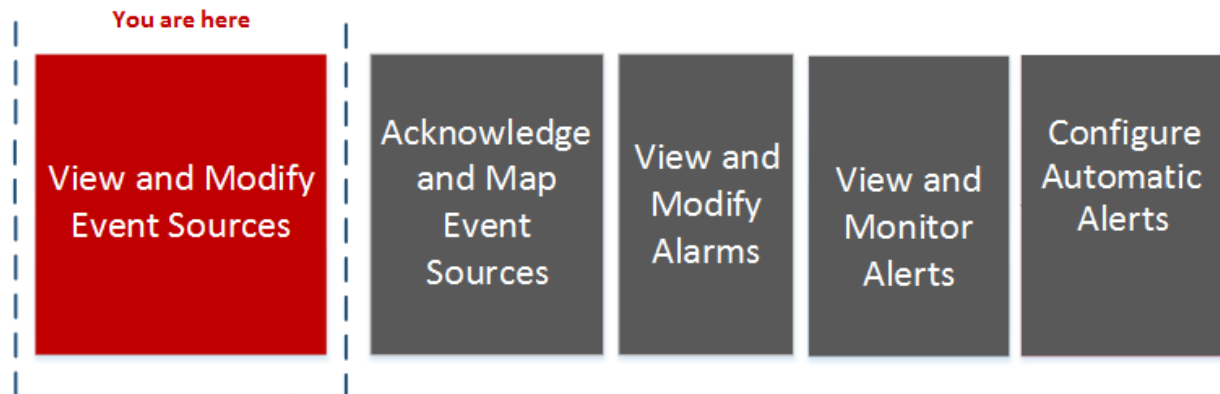 You are here
View and Modify
Event Sources
Acknowledge
and Map
Event
Sources
View and
Modify
Alarms
View and
Monitor
Alerts
Configure
Automatic
Alerts